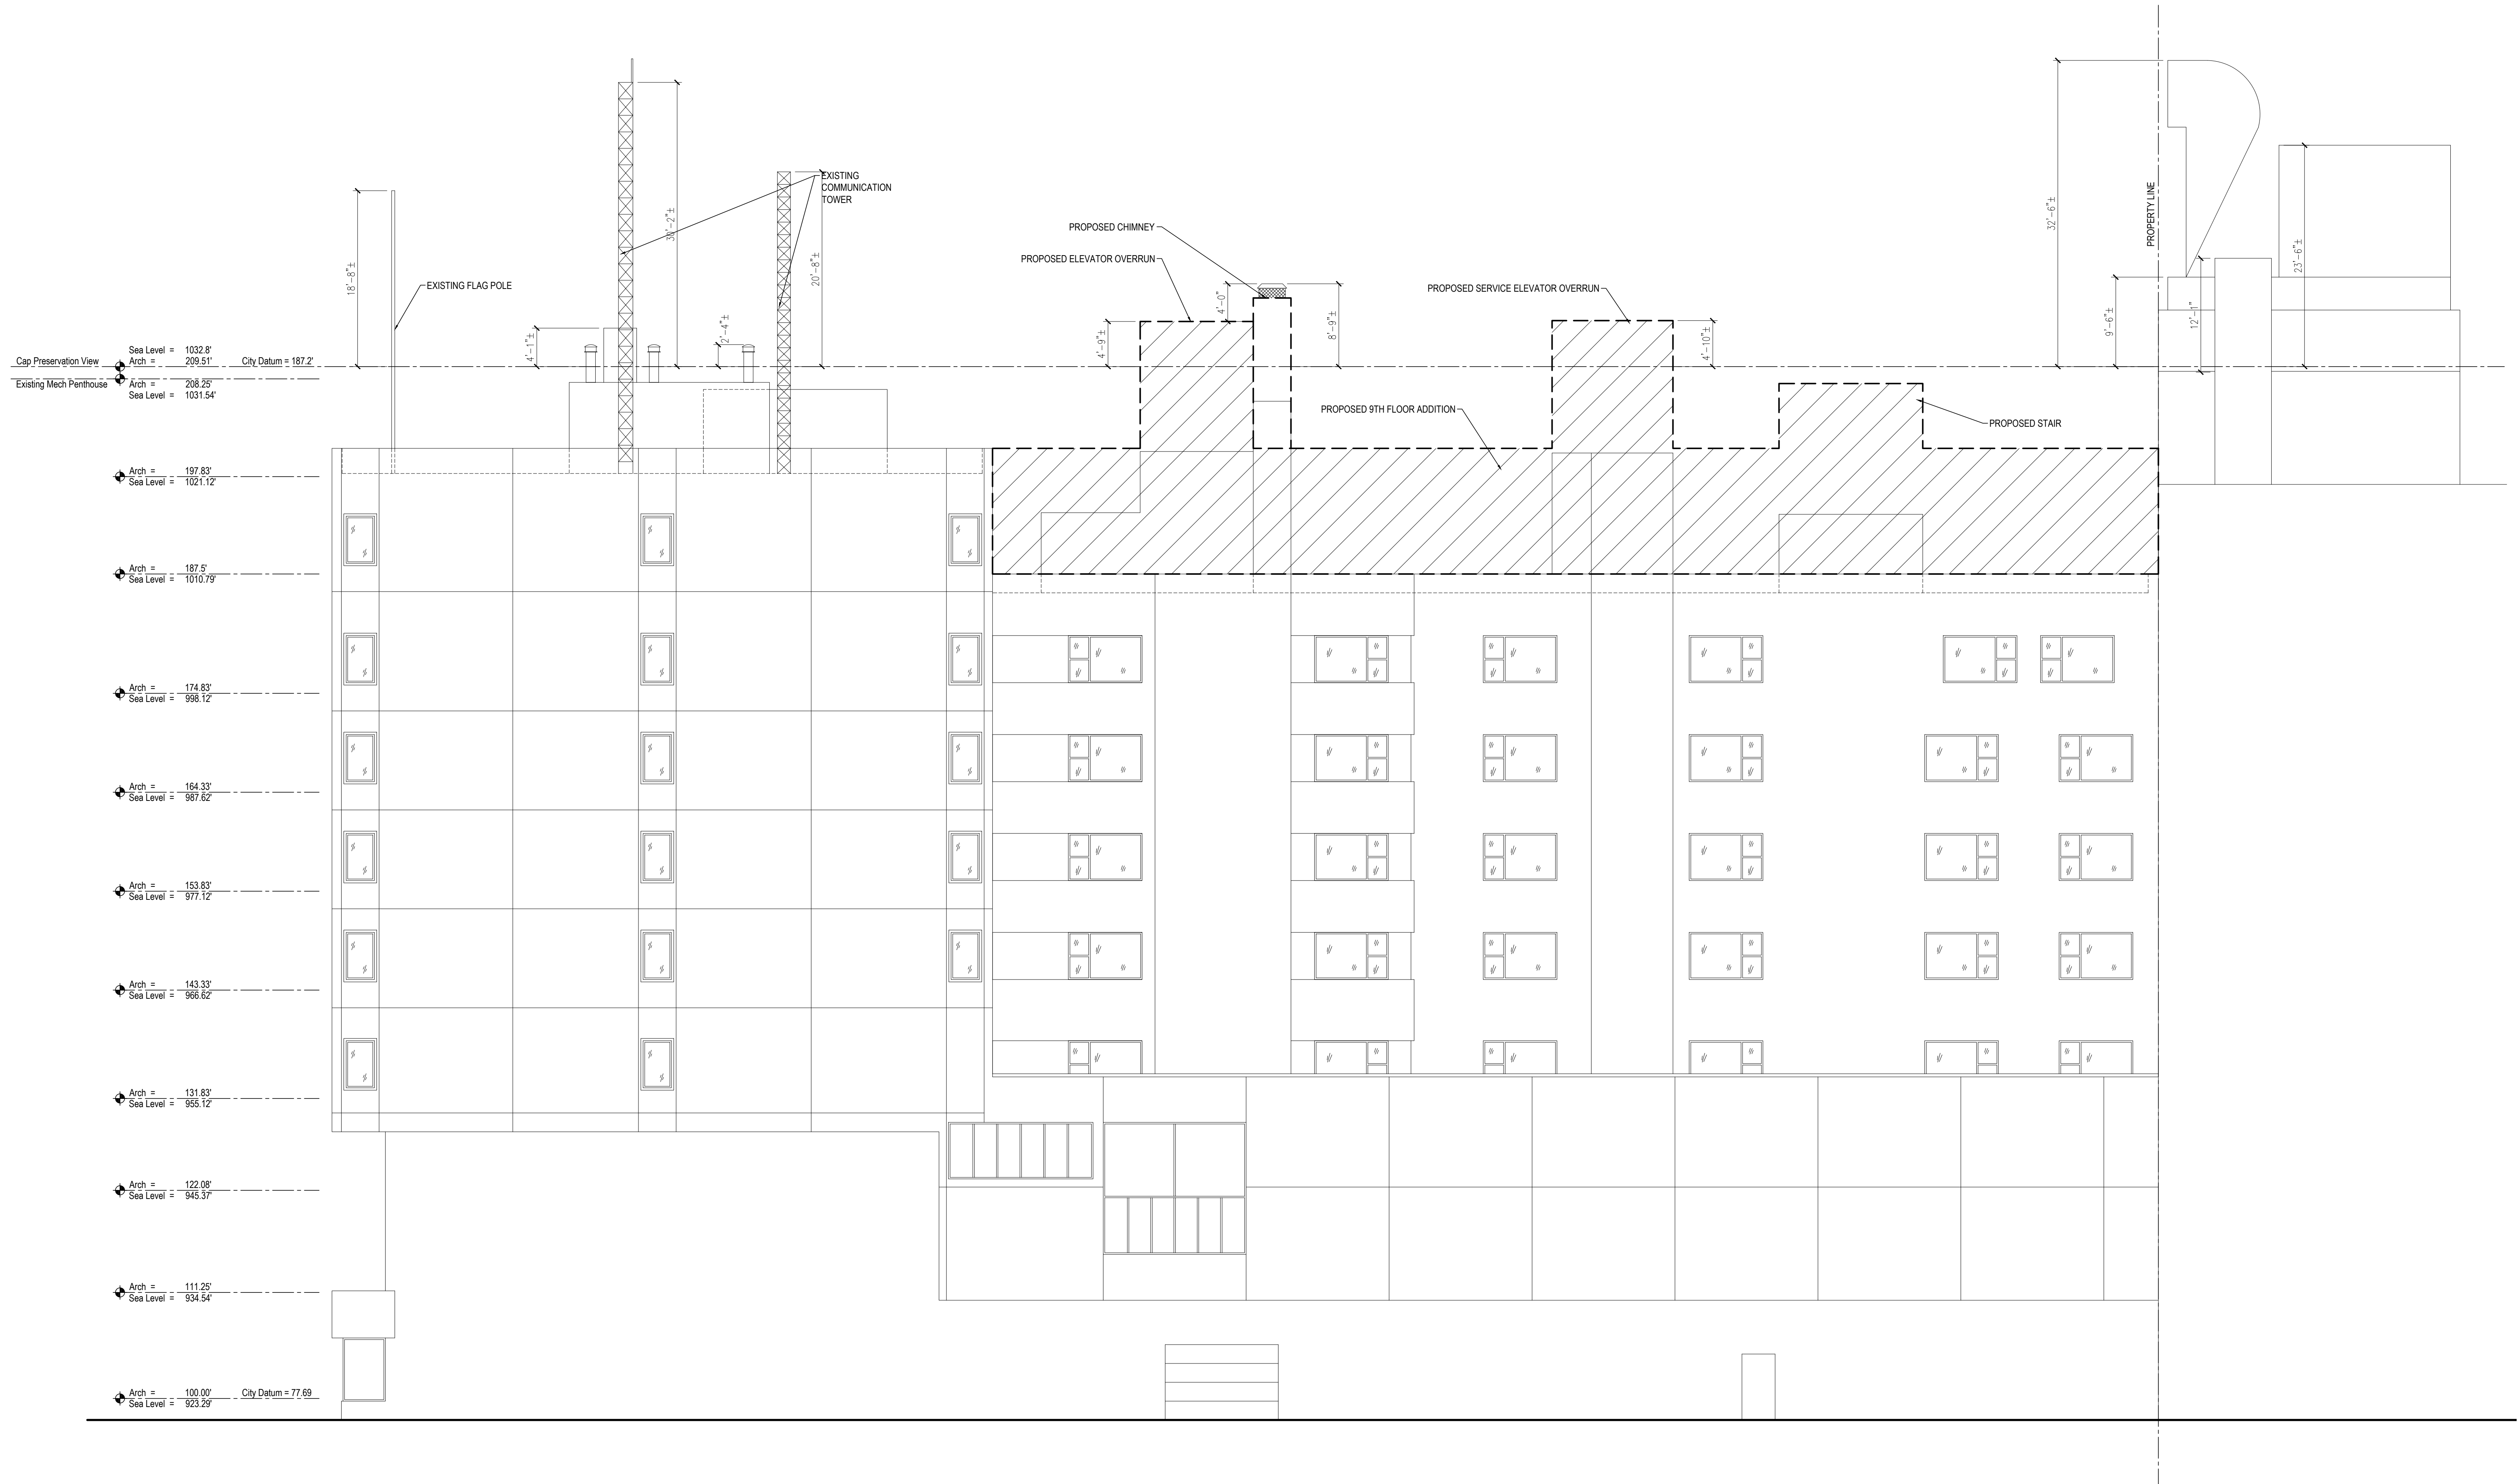 EXISTING
COMMUNICATION
TOWER
PROPERTY LINE
32'-6"±
18'-8"±
20'-8"±
PROPOSED CHIMNEY
PROPOSED ELEVATOR OVERRUN
23'-6"±
EXISTING FLAG POLE
PROPOSED SERVICE ELEVATOR OVERRUN
4'-0"
8'-9"±
9'-6"±
12'-1"
4'-1"±
2'-4"±
4'-9"±
4'-10"±
Sea Level = 1032.8'
Cap Preservation View
Arch = 209.51'
City Datum = 187.2'
Existing Mech Penthouse
Arch = 208.25'
Sea Level = 1031.54'
PROPOSED 9TH FLOOR ADDITION
PROPOSED STAIR
Arch = 197.83'
Sea Level = 1021.12'
Arch = 187.5'
Sea Level = 1010.79'
Arch = 174.83'
Sea Level = 998.12'
Arch = 164.33'
Sea Level = 987.62'
Arch = 153.83'
Sea Level = 977.12'
Arch = 143.33'
Sea Level = 966.62'
Arch = 131.83'
Sea Level = 955.12'
Arch = 122.08'
Sea Level = 945.37'
Arch = 111.25'
Sea Level = 934.54'
Arch = 100.00'
City Datum = 77.69
Sea Level = 923.29'